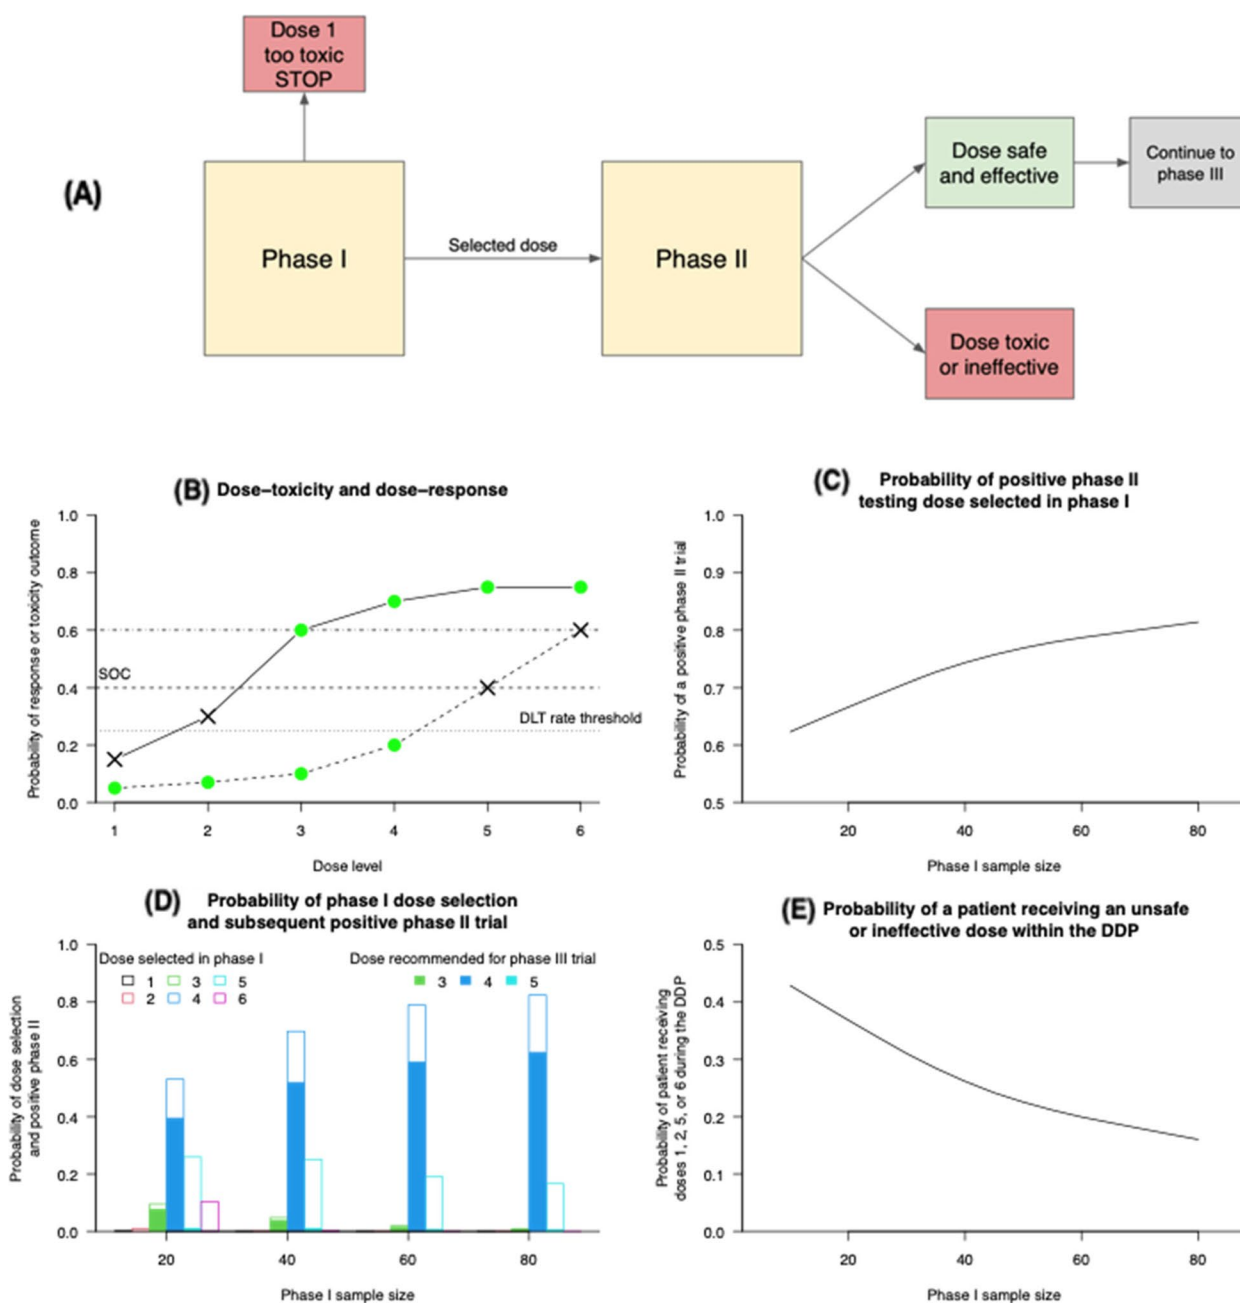 Dose 1
too toxic
STOP
(A)
Phase I
Selected dose
Phase II
Dose safe
and effective
Continue to
phase III
Dose toxic
or ineffective
(B) Dose–toxicity and dose–response
Probability of response or toxicity outcome
1.0
0.8
0.6
0.4
0.2
0.0
SOC
DLT rate threshold
1 2 3 4 5 6
Dose level
(C) Probability of positive phase II
testing dose selected in phase I
Probability of a positive phase II trial
1.0
0.9
0.8
0.7
0.6
0.5
20 40 60 80
Phase I sample size
(D) Probability of phase I dose selection
and subsequent positive phase II trial
Probability of dose selection
and positive phase II
1.0
0.8
0.6
0.4
0.2
0.0
Dose selected in phase I
1 3 5
2 4 6
Dose recommended for phase III trial
3 4 5
20 40 60 80
Phase I sample size
(E) Probability of a patient receiving an unsafe
or ineffective dose within the DDP
Probability of patient receiving
doses 1, 2, 5, or 6 during the DDP
0.5
0.4
0.3
0.2
0.1
0.0
20 40 60 80
Phase I sample size